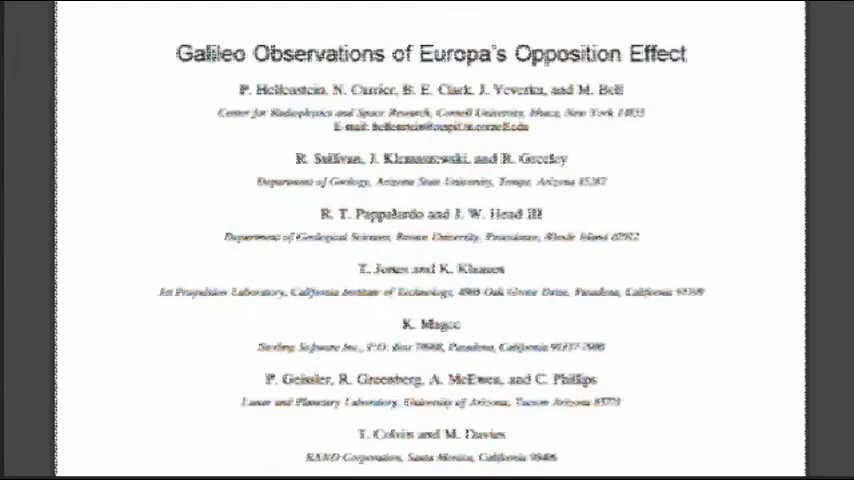 Galileo Observations of Europa's Opposition Effect
P. Helfenstein, N. Currier, B. E. Clark, J. Veverka, and M. Bell
Center for Radiophysics and Space Research, Cornell University, Ithaca, New York 14853
E-mail:
R. Sullivan, J. Klemaszewski, and R. Greeley
Department of Geology, Arizona State University, Tempe, Arizona 85287
R. T. Pappalardo and J. W. Head III
Department of Geological Sciences, Brown University, Providence, Rhode Island
T. Jones and K. Klaasen
Jet Propulsion Laboratory, California Institute of Technology, 4800 Oak Grove Drive, Pasadena, California
K. Magee
Sterling Software Inc., P.O. Box Pasadena, California
P. Geissler, R. Greenberg, A. McEwen, and C. Phillips
Lunar and Planetary Laboratory, University of Arizona, Tucson Arizona
T. Colvin and M. Davies
RAND Corporation, Santa Monica, California